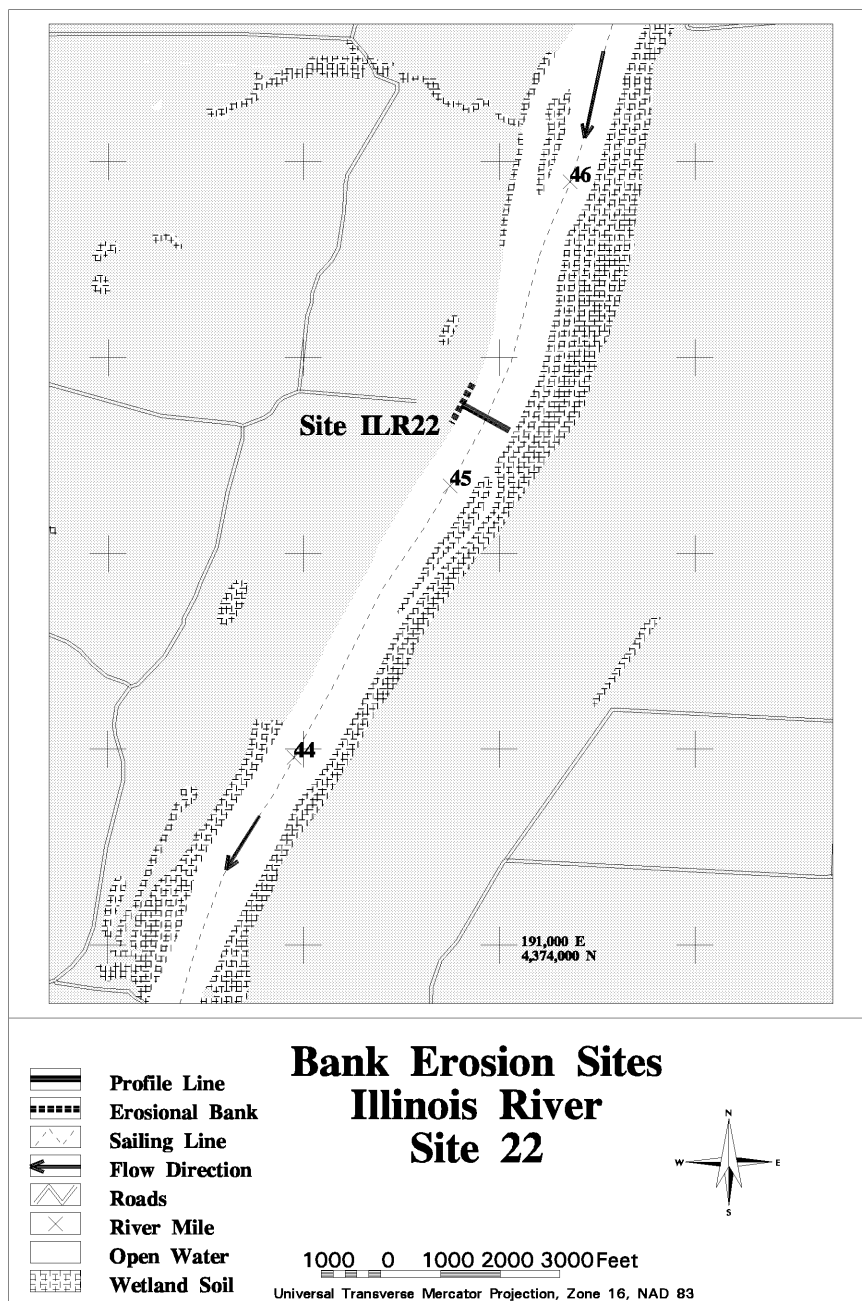 46
Site ILR22
45
44
191,000 E
4,374,000 N
Bank Erosion Sites
Illinois River
Site 22
Profile Line
Erosional Bank
Sailing Line
Flow Direction
Roads
River Mile
Open Water
Wetland Soil
N
W E
S
1000 0 1000 2000 3000 Feet
Universal Transverse Mercator Projection, Zone 16, NAD 83